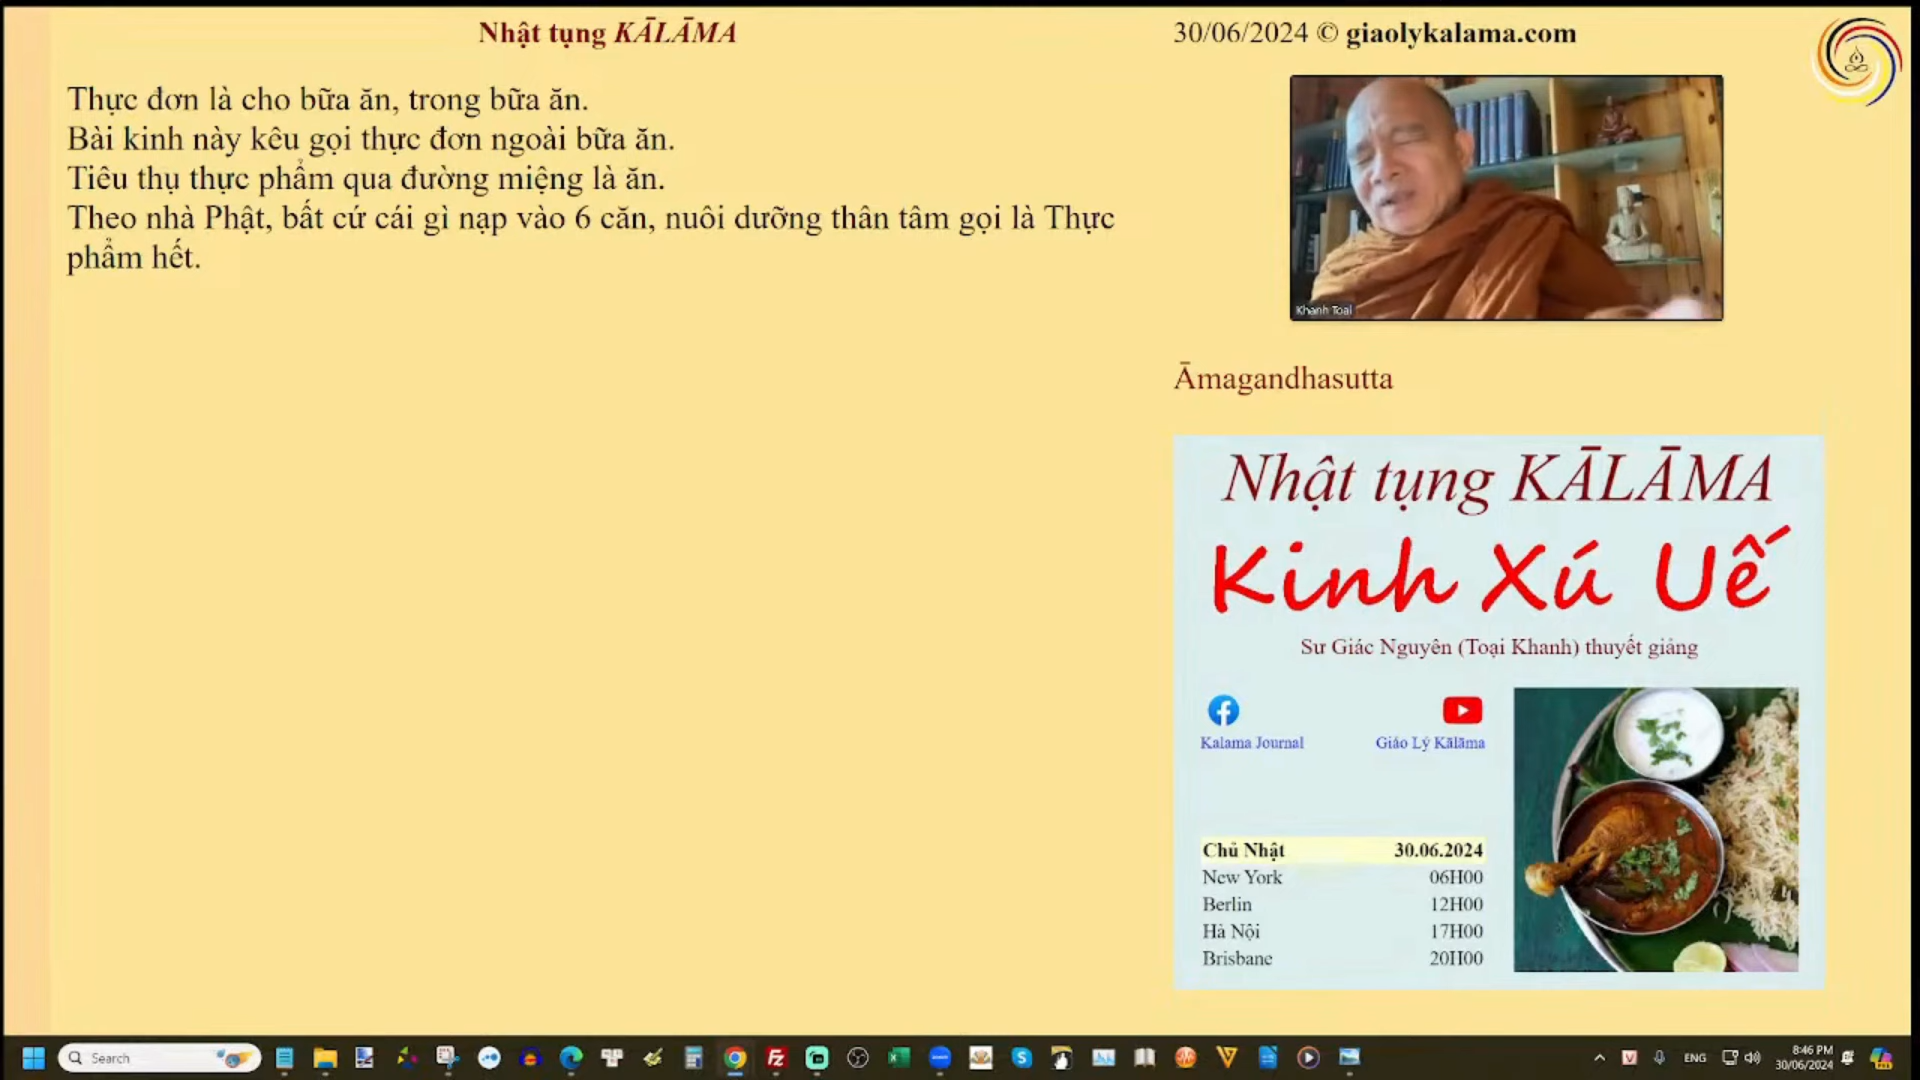 Nhật tụng KĀLĀMA
30/06/2024 © giaolykalama.com
Thực đơn là cho bữa ăn, trong bữa ăn.
Bài kinh này kêu gọi thực đơn ngoài bữa ăn.
Tiêu thụ thực phẩm qua đường miệng là ăn.
Theo nhà Phật, bất cứ cái gì nạp vào 6 căn, nuôi dưỡng thân tâm gọi là Thực
phẩm hết.
Khanh Toai
Āmagandhasutta
Nhật tụng KĀLĀMA
Kinh Xú Uế
Sư Giác Nguyên (Toại Khanh) thuyết giảng
Kalama Journal
Giáo Lý Kālāma
Chủ Nhật 30.06.2024
New York 06H00
Berlin 12H00
Hà Nội 17H00
Brisbane 20H00
Search
ENG
8:46 PM
30/06/2024